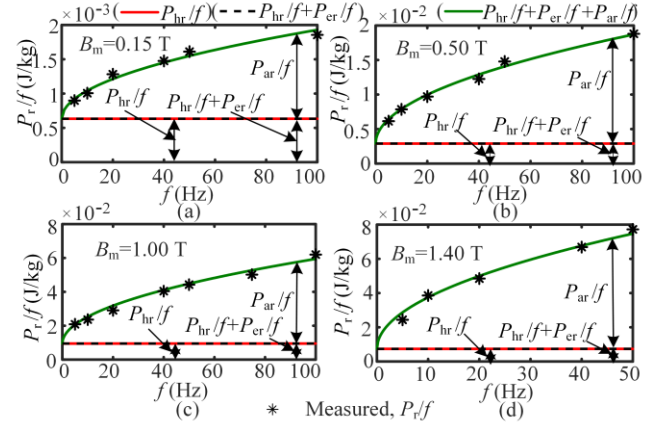 ×10⁻³ ( P_hr/f) ( P_hr/f+P_er/f) ×10⁻² ( P_hr/f+P_er/f+P_ar/f)
2
1.5
1
0.5
0
P_r/f (J/kg)
B_m=0.15 T
P_ar/f
P_hr/f
P_hr/f+P_er/f
0 20 40 60 80 100
f (Hz)
(a)
2
1.5
1
0.5
0
P_r/f (J/kg)
B_m=0.50 T
P_ar/f
P_hr/f
P_hr/f+P_er/f
0 20 40 60 80 100
f (Hz)
(b)
×10⁻²
8
6
4
2
0
P_r/f (J/kg)
B_m=1.00 T
P_ar/f
P_hr/f
P_hr/f+P_er/f
0 20 40 60 80 100
f (Hz)
(c)
×10⁻²
8
6
4
2
0
P_r/f (J/kg)
B_m=1.40 T
P_ar/f
P_hr/f
P_hr/f+P_er/f
0 10 20 30 40 50
f (Hz)
(d)
* Measured, P_r/f